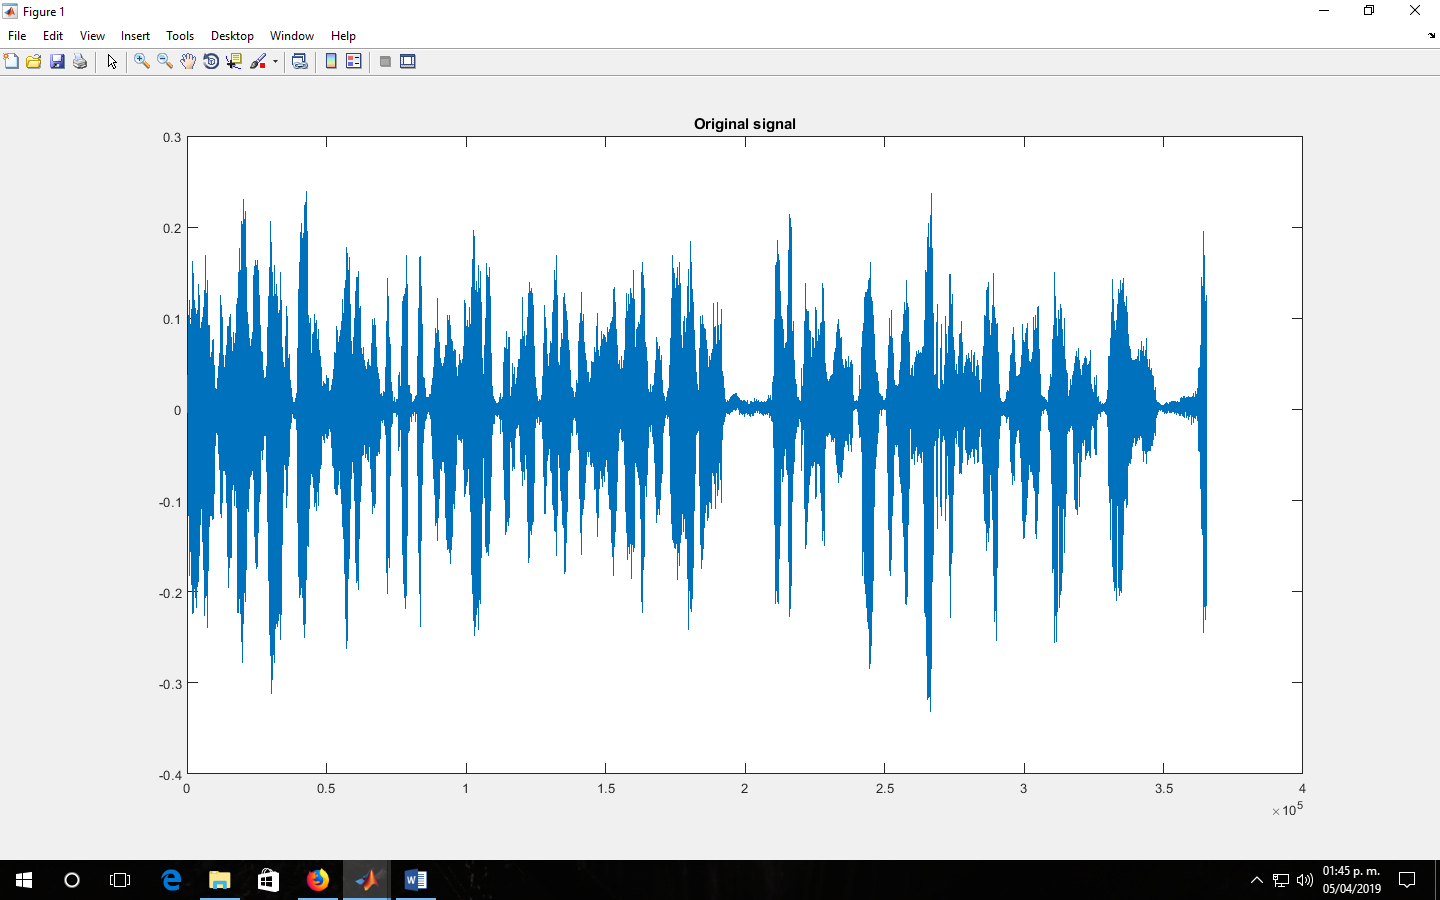 Figure 1
File Edit View Insert Tools Desktop Window Help
Original signal
0.3
0.2
0.1
0
-0.1
-0.2
-0.3
-0.4
0 0.5 1 1.5 2 2.5 3 3.5 4
×10^5
01:45 p. m.
05/04/2019